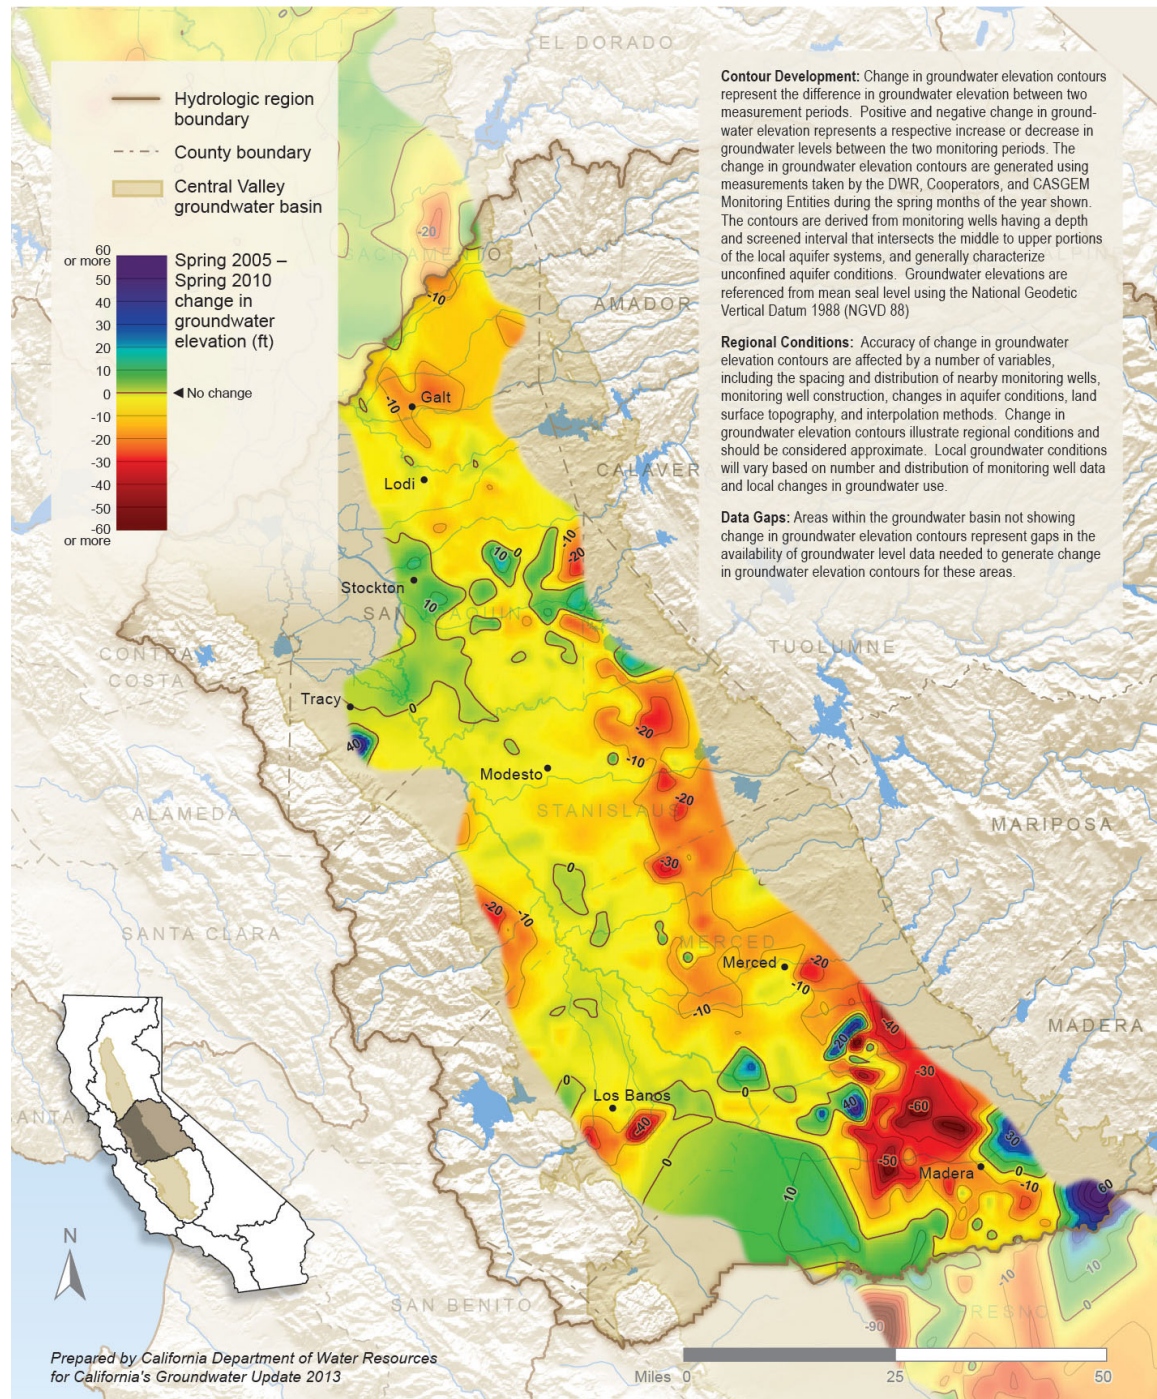 EL DORADO
Hydrologic region
boundary
County boundary
Central Valley
groundwater basin
60
or more
50
40
30
20
10
0
-10
-20
-30
-40
-50
-60
or more
Spring 2005 –
Spring 2010
change in
groundwater
elevation (ft)
No change
Contour Development: Change in groundwater elevation contours
represent the difference in groundwater elevation between two
measurement periods. Positive and negative change in ground-
water elevation represents a respective increase or decrease in
groundwater levels between the two monitoring periods. The
change in groundwater elevation contours are generated using
measurements taken by the DWR, Cooperators, and CASGEM
Monitoring Entities during the spring months of the year shown.
The contours are derived from monitoring wells having a depth
and screened interval that intersects the middle to upper portions
of the local aquifer systems, and generally characterize
unconfined aquifer conditions. Groundwater elevations are
referenced from mean seal level using the National Geodetic
Vertical Datum 1988 (NGVD 88)
Regional Conditions: Accuracy of change in groundwater
elevation contours are affected by a number of variables,
including the spacing and distribution of nearby monitoring wells,
monitoring well construction, changes in aquifer conditions, land
surface topography, and interpolation methods. Change in
groundwater elevation contours illustrate regional conditions and
should be considered approximate. Local groundwater conditions
will vary based on number and distribution of monitoring well data
and local changes in groundwater use.
Data Gaps: Areas within the groundwater basin not showing
change in groundwater elevation contours represent gaps in the
availability of groundwater level data needed to generate change
in groundwater elevation contours for these areas.
-20
SACRAMENTO
-10
AMADOR
ALPIN
-10
Galt
CALAVER
Lodi
10
0
-10
-20
Stockton
10
SAN JOAQUIN
TUOLUMNE
CONTRA
COSTA
Tracy
0
-20
40
-10
Modesto
-20
STANISLAUS
ALAMEDA
MARIPOSA
-30
0
-20
-10
SANTA CLARA
MERCED
Merced
-20
-10
-10
-40
20
MADERA
-30
0
0
Los Banos
40
-60
-40
30
-50
0
Madera
0
-10
10
60
ANTA
N
10
-10
0
SAN BENITO
FRESNO
-90
Prepared by California Department of Water Resources
for California's Groundwater Update 2013
Miles 0 25 50